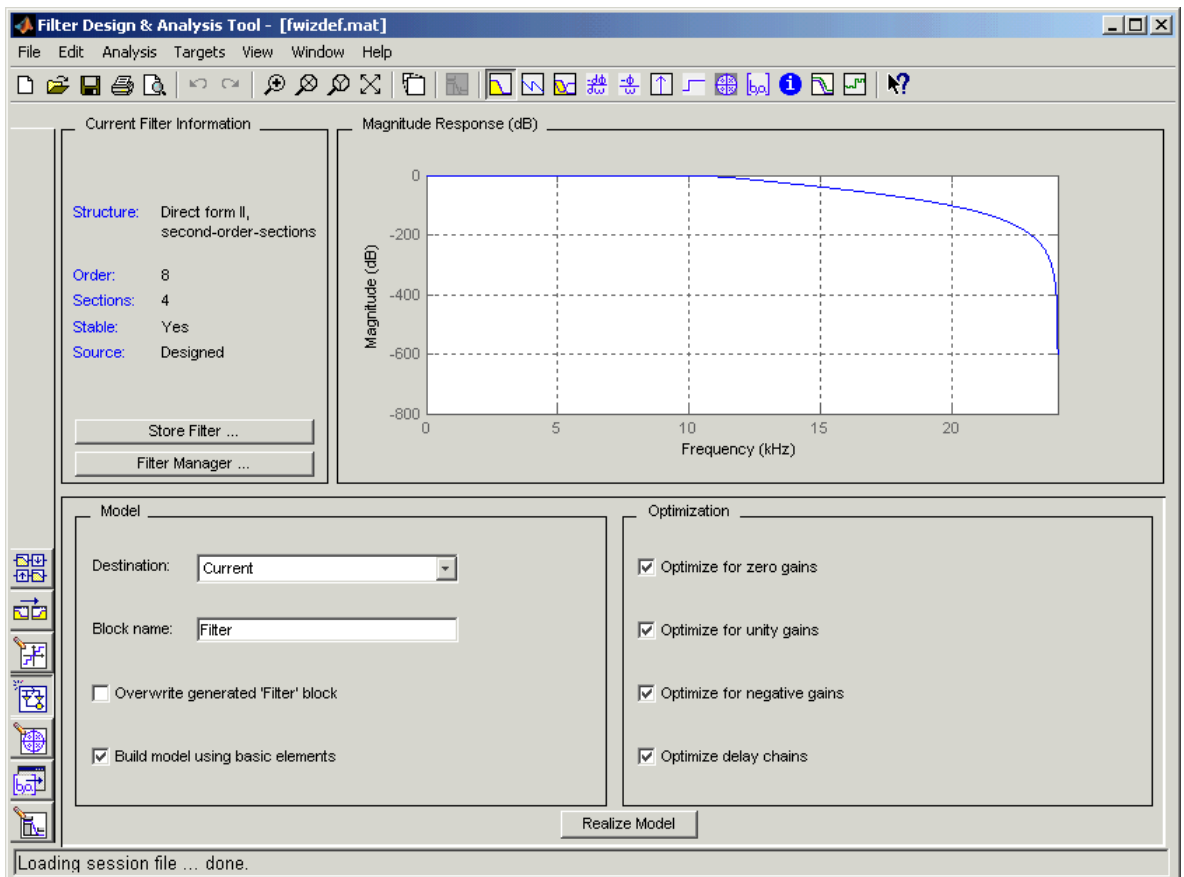 Filter Design & Analysis Tool - [fwizdef.mat]
File Edit Analysis Targets View Window Help
Current Filter Information
Structure: Direct form II,
second-order-sections
Order: 8
Sections: 4
Stable: Yes
Source: Designed
Store Filter ...
Filter Manager ...
Magnitude Response (dB)
Magnitude (dB)
0
-200
-400
-600
-800
0 5 10 15 20
Frequency (kHz)
Model
Destination: Current
Block name: Filter
Overwrite generated 'Filter' block
Build model using basic elements
Optimization
Optimize for zero gains
Optimize for unity gains
Optimize for negative gains
Optimize delay chains
Realize Model
Loading session file ... done.